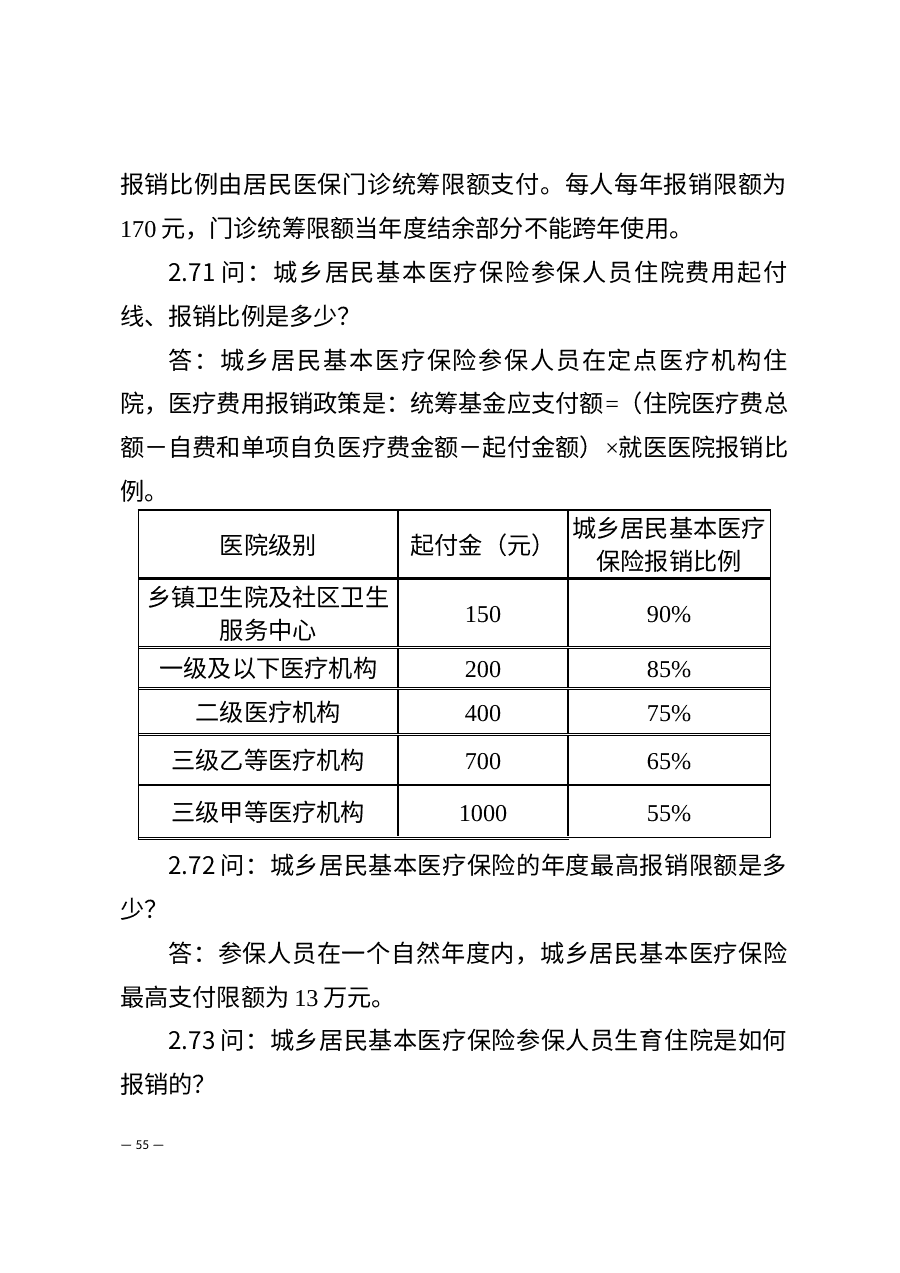 报销比例由居民医保门诊统筹限额支付。每人每年报销限额为
170 元，门诊统筹限额当年度结余部分不能跨年使用。
2.71 问：城乡居民基本医疗保险参保人员住院费用起付
线、报销比例是多少？
答：城乡居民基本医疗保险参保人员在定点医疗机构住
院，医疗费用报销政策是：统筹基金应支付额=（住院医疗费总
额－自费和单项自负医疗费金额－起付金额）×就医医院报销比
例。
医院级别 起付金（元） 城乡居民基本医疗
保险报销比例
乡镇卫生院及社区卫生
服务中心 150 90%
一级及以下医疗机构 200 85%
二级医疗机构 400 75%
三级乙等医疗机构 700 65%
三级甲等医疗机构 1000 55%
2.72 问：城乡居民基本医疗保险的年度最高报销限额是多
少？
答：参保人员在一个自然年度内，城乡居民基本医疗保险
最高支付限额为 13 万元。
2.73 问：城乡居民基本医疗保险参保人员生育住院是如何
报销的？
— 55 —